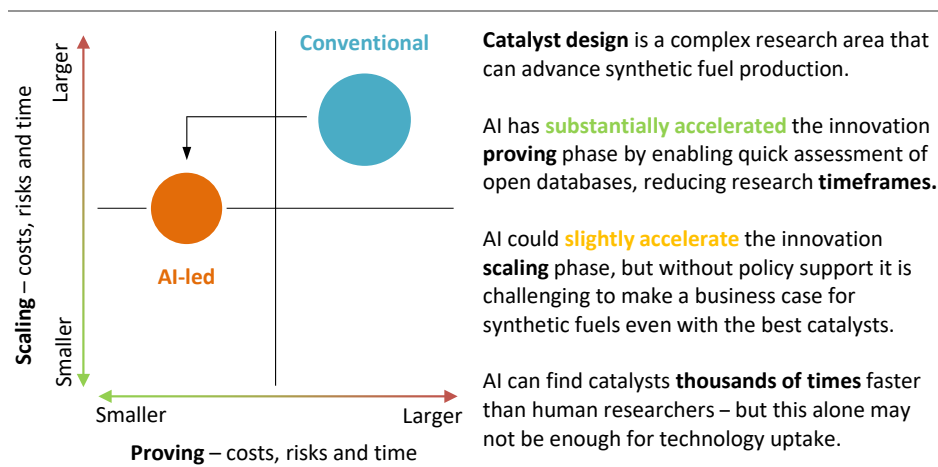 Conventional
AI-led
Larger
Scaling – costs, risks and time
Smaller
Smaller
Larger
Proving – costs, risks and time
Catalyst design is a complex research area that
can advance synthetic fuel production.
AI has substantially accelerated the innovation
proving phase by enabling quick assessment of
open databases, reducing research timeframes.
AI could slightly accelerate the innovation
scaling phase, but without policy support it is
challenging to make a business case for
synthetic fuels even with the best catalysts.
AI can find catalysts thousands of times faster
than human researchers – but this alone may
not be enough for technology uptake.